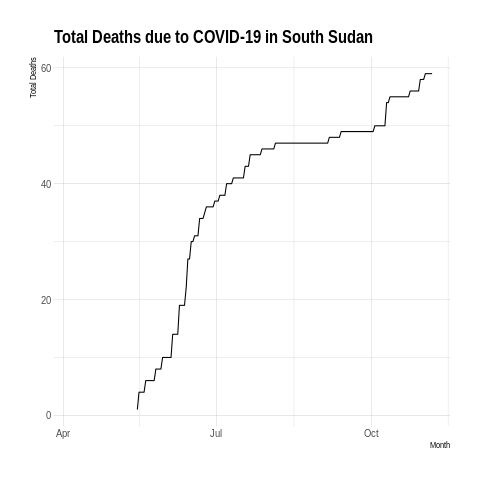 Total Deaths due to COVID-19 in South Sudan
Total Deaths
60
40
20
0
Apr Jul Oct
Month